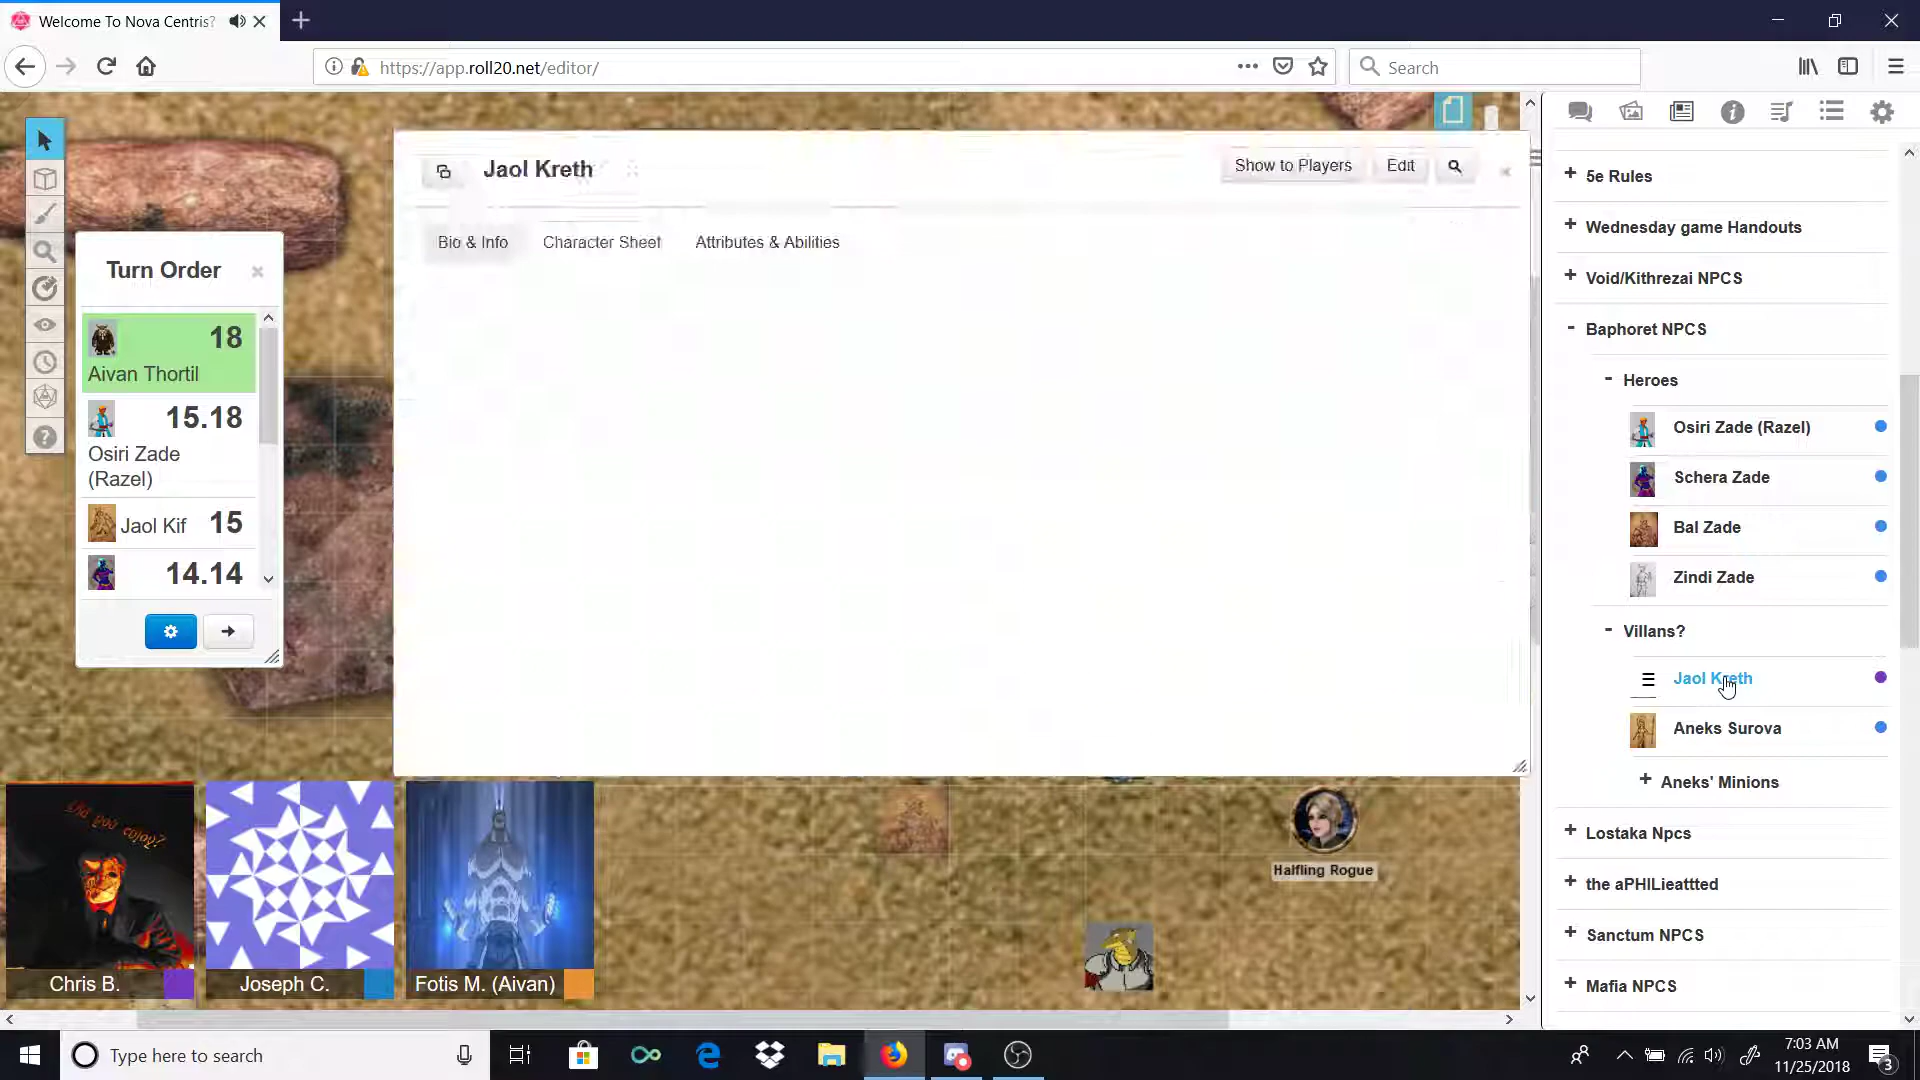 Welcome To Nova Centris?
https://app.roll20.net/editor/
Search
Turn Order
18
Aivan Thortil
15.18
Osiri Zade
(Razel)
Jaol Kif 15
14.14
Jaol Kreth
Show to Players
Edit
Bio & Info
Character Sheet
Attributes & Abilities
5e Rules
Wednesday game Handouts
Void/Kithrezai NPCS
Baphoret NPCS
Heroes
Osiri Zade (Razel)
Schera Zade
Bal Zade
Zindi Zade
Villans?
Jaol Kreth
Aneks Surova
Aneks' Minions
Lostaka Npcs
the aPHILieattted
Sanctum NPCS
Mafia NPCS
Halfling Rogue
Chris B.
Joseph C.
Fotis M. (Aivan)
Type here to search
7:03 AM
11/25/2018
3